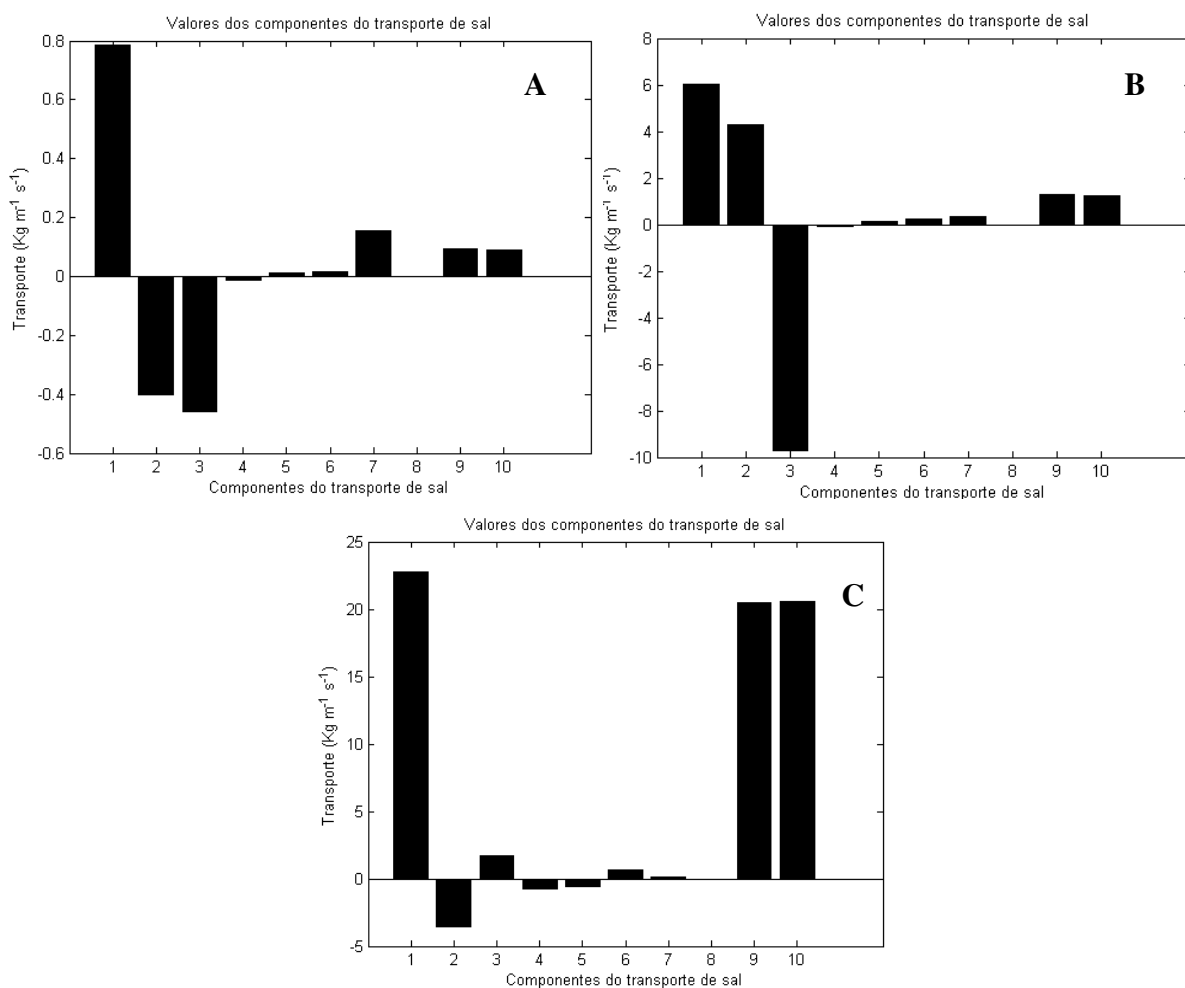 Valores dos componentes do transporte de sal
A
Transporte (Kg m⁻¹ s⁻¹)
0.8
0.6
0.4
0.2
0
-0.2
-0.4
-0.6
1 2 3 4 5 6 7 8 9 10
Componentes do transporte de sal
Valores dos componentes do transporte de sal
B
Transporte (Kg m⁻¹ s⁻¹)
8
6
4
2
0
-2
-4
-6
-8
-10
1 2 3 4 5 6 7 8 9 10
Componentes do transporte de sal
Valores dos componentes do transporte de sal
C
Transporte (Kg m⁻¹ s⁻¹)
25
20
15
10
5
0
-5
1 2 3 4 5 6 7 8 9 10
Componentes do transporte de sal